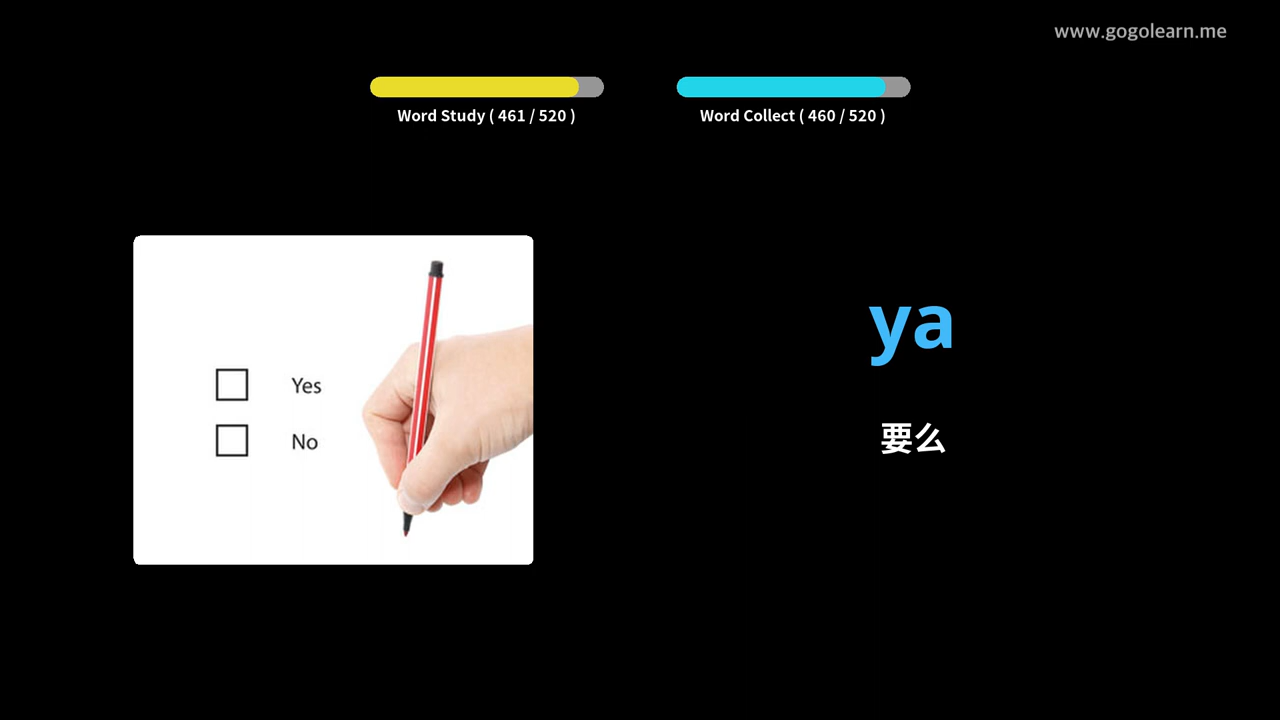 www.gogolearn.me
Word Study ( 461 / 520 )
Word Collect ( 460 / 520 )
Yes
No
ya
要么